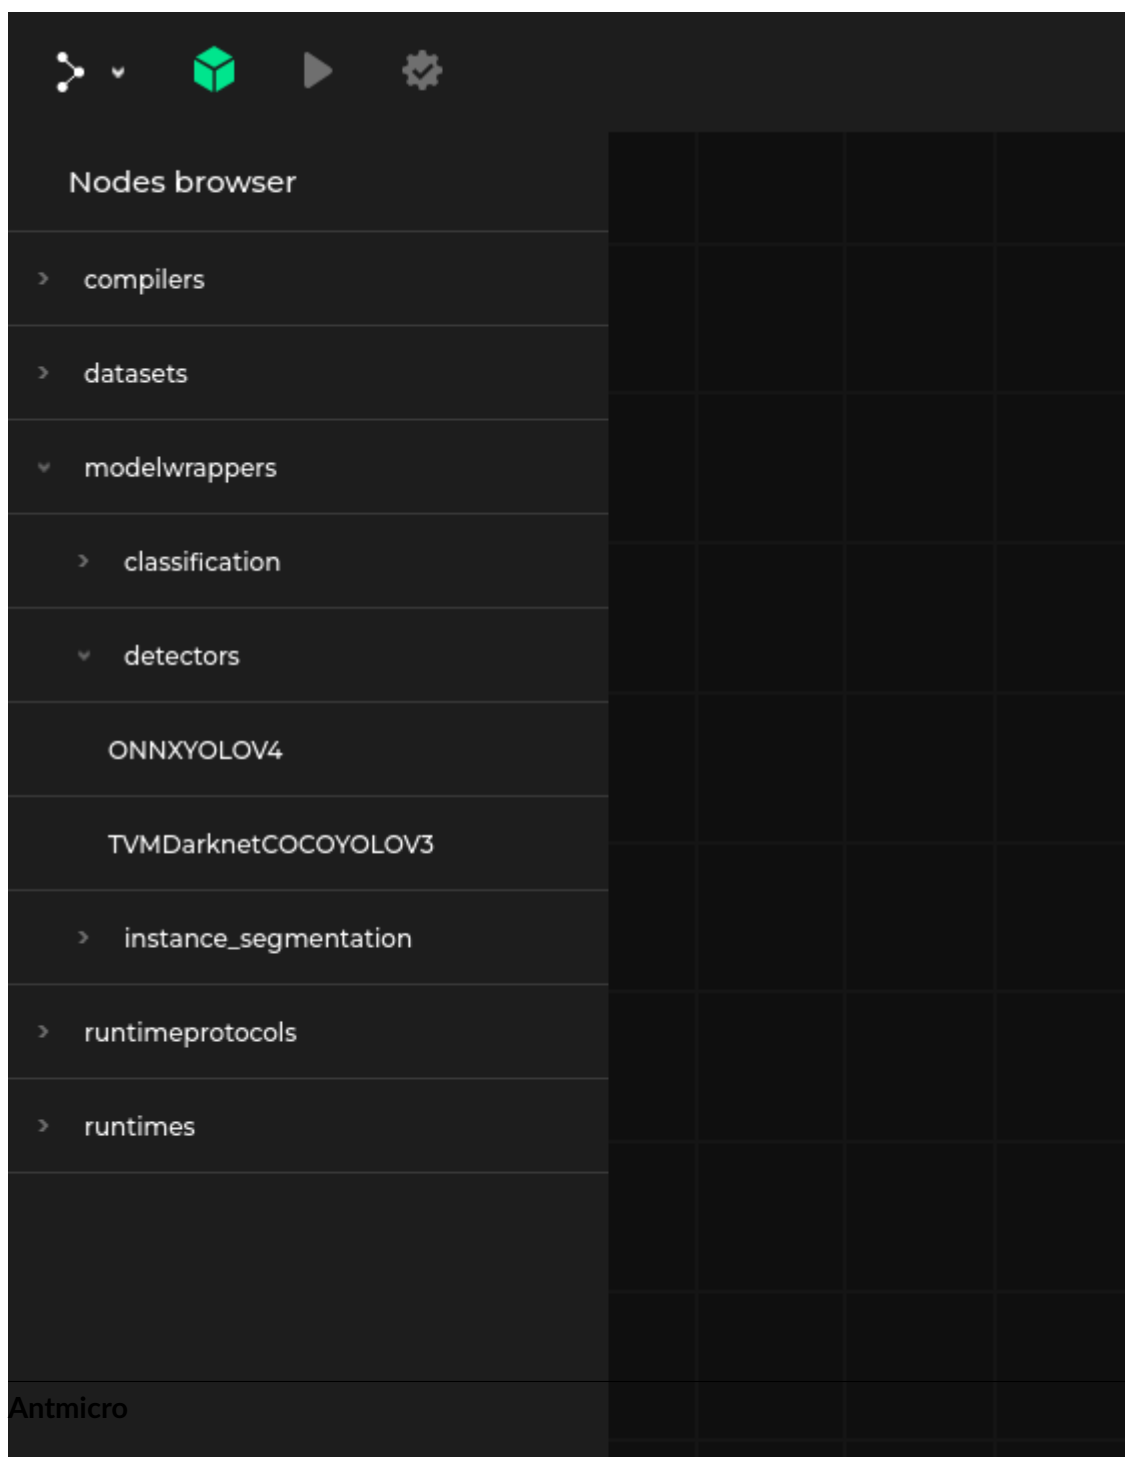 Nodes browser
compilers
datasets
modelwrappers
classification
detectors
ONNXYOLOV4
TVMDarknetCOCOYOLOV3
instance_segmentation
runtimeprotocols
runtimes
Antmicro